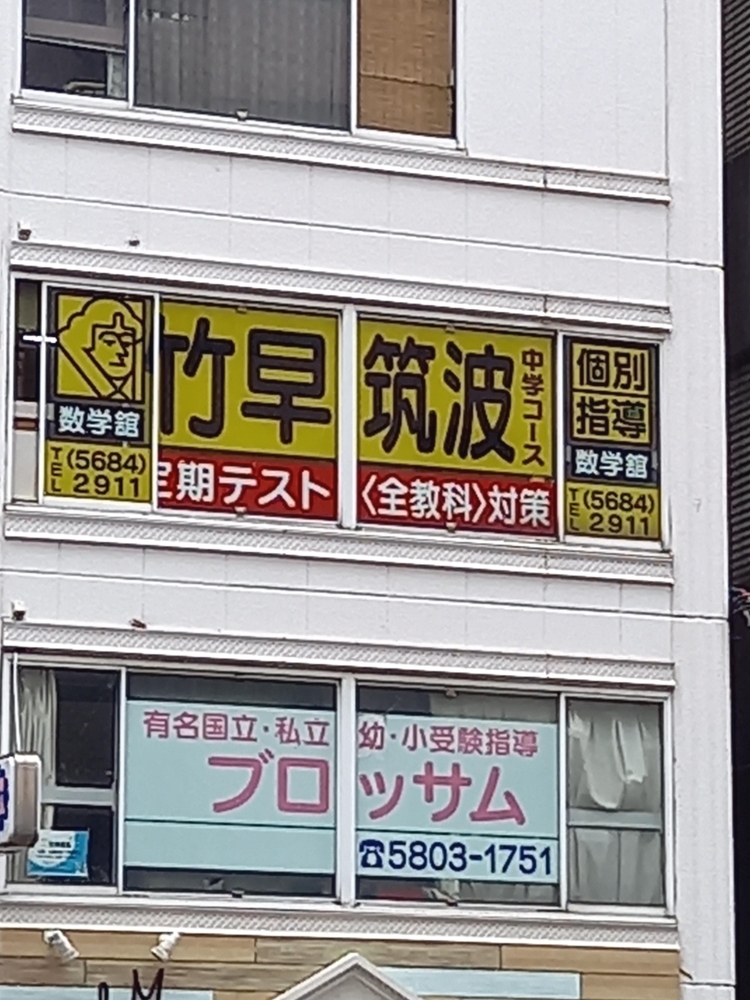 数学館
TEL (5684) 2911
竹早
定期テスト
筑波
中学コース
〈全教科〉対策
個別
指導
数学館
TEL (5684) 2911
有名国立・私立 幼・小受験指導
ブロッサム
☎5803-1751
M